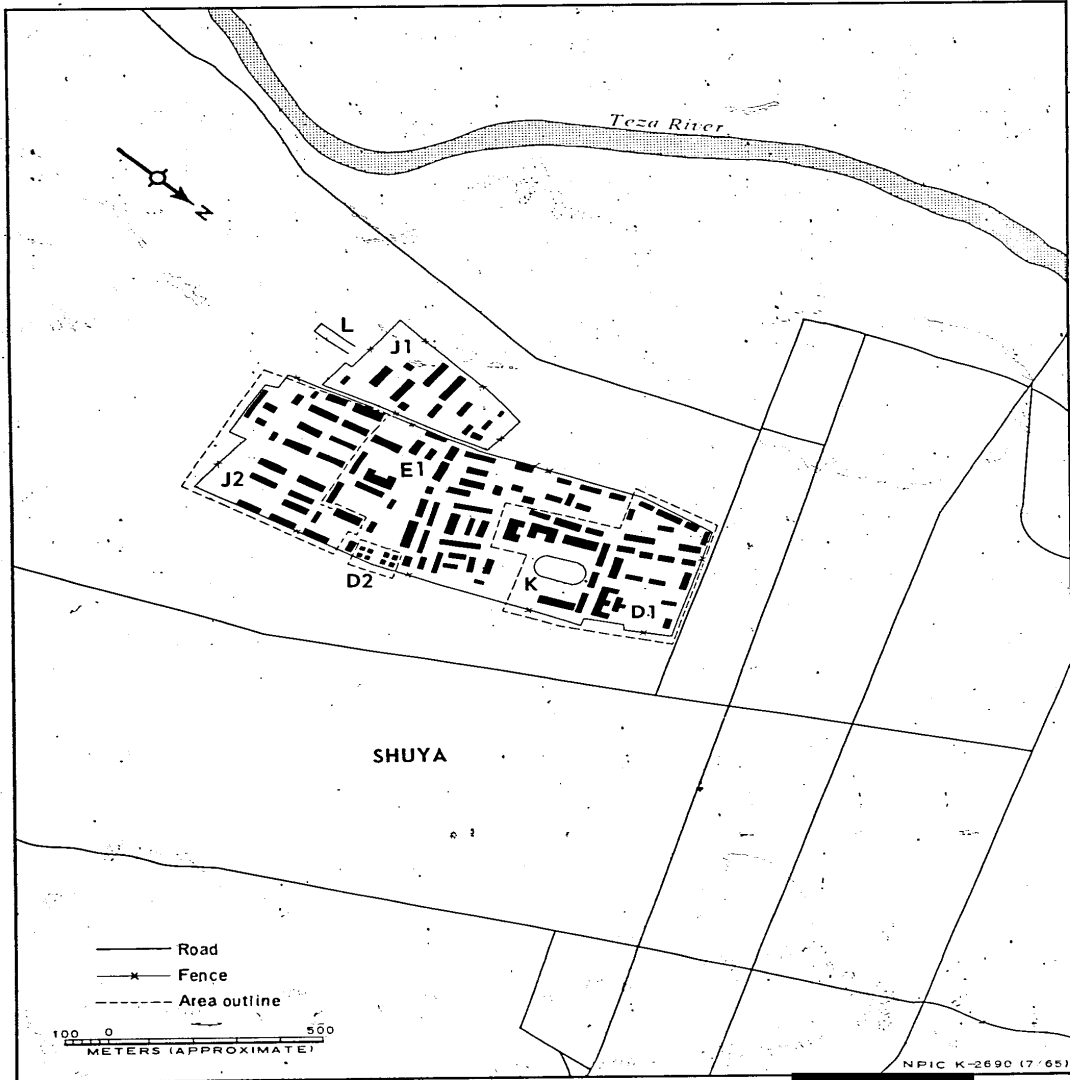 Teza River
N
L
J1
J2
E1
D2
K
D1
SHUYA
Road
Fence
Area outline
100 0 500
METERS (APPROXIMATE)
NPIC K-2690 (7/65)